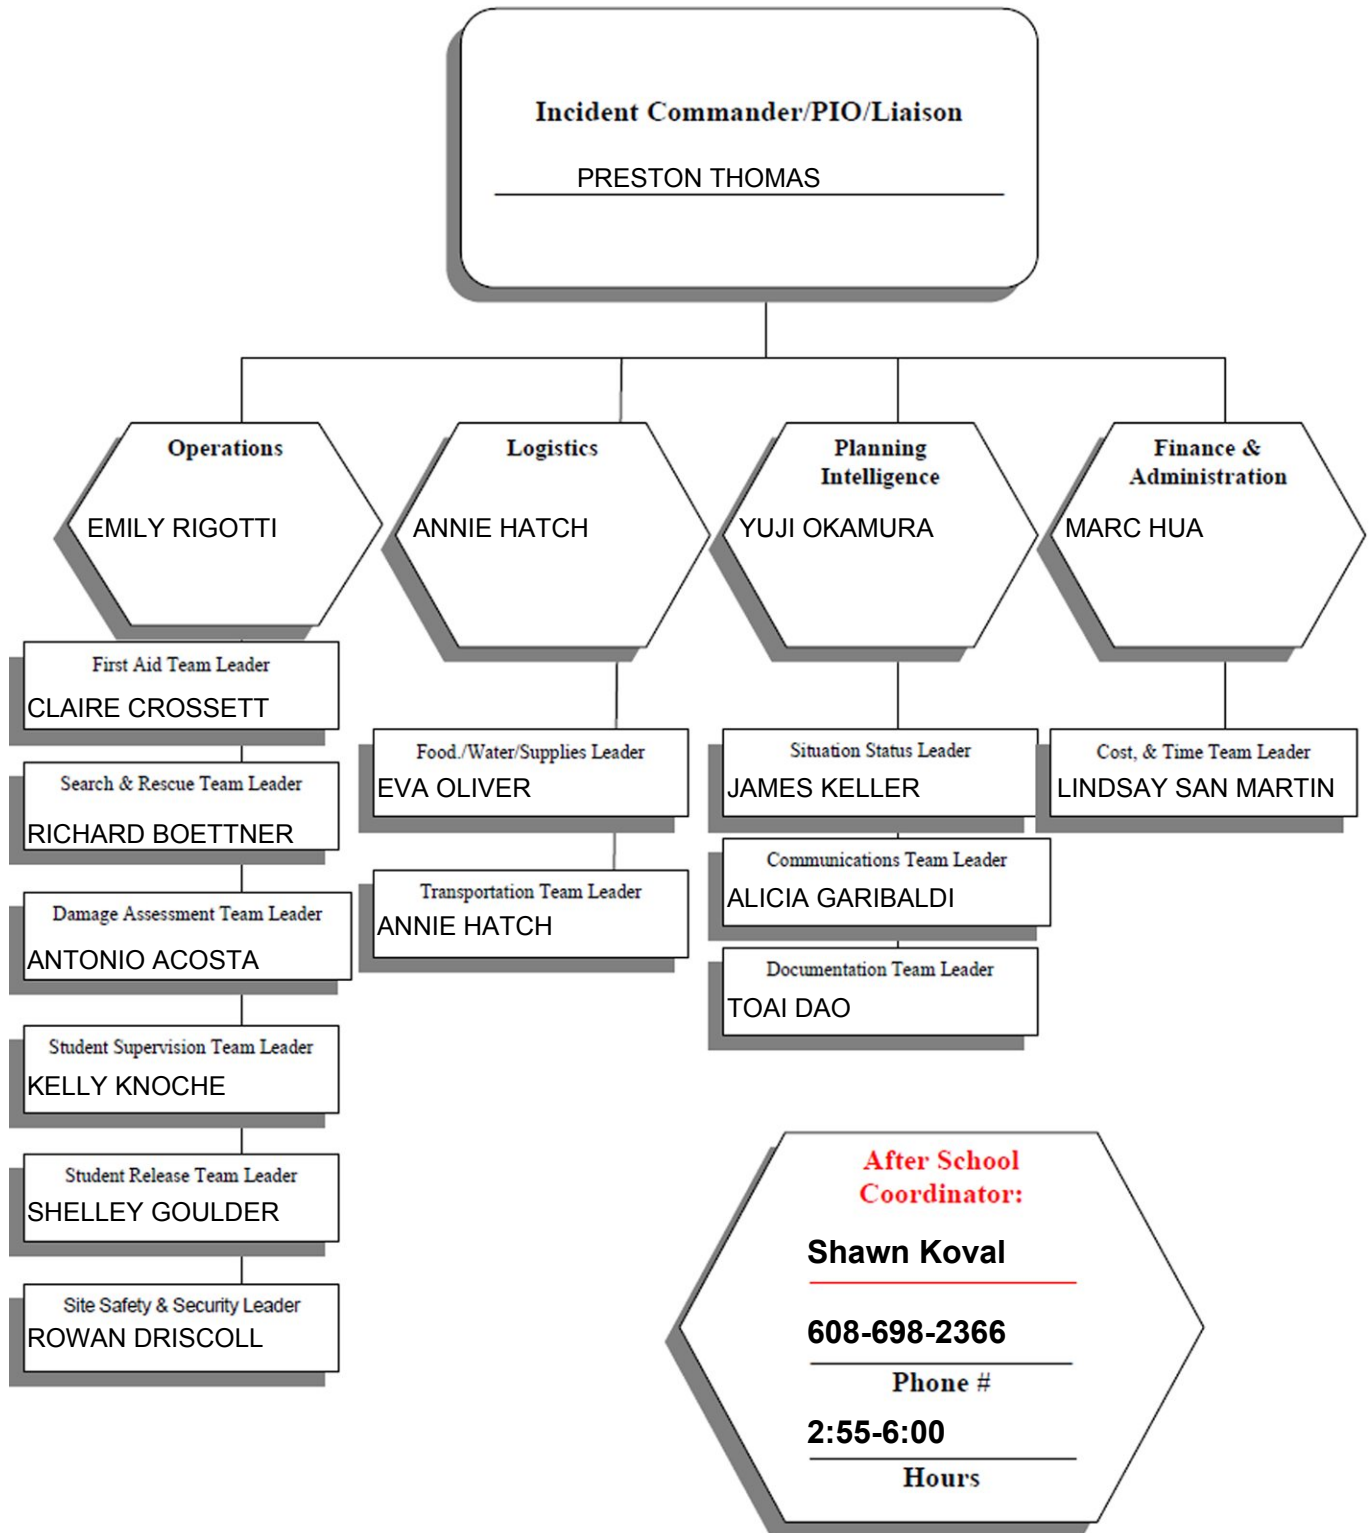 Incident Commander/PIO/Liaison
PRESTON THOMAS
Operations
EMILY RIGOTTI
First Aid Team Leader
CLAIRE CROSSETT
Search & Rescue Team Leader
RICHARD BOETTNER
Damage Assessment Team Leader
ANTONIO ACOSTA
Student Supervision Team Leader
KELLY KNOCHE
Student Release Team Leader
SHELLEY GOULDER
Site Safety & Security Leader
ROWAN DRISCOLL
Logistics
ANNIE HATCH
Food./Water/Supplies Leader
EVA OLIVER
Transportation Team Leader
ANNIE HATCH
Planning
Intelligence
YUJI OKAMURA
Situation Status Leader
JAMES KELLER
Communications Team Leader
ALICIA GARIBALDI
Documentation Team Leader
TOAI DAO
Finance &
Administration
MARC HUA
Cost, & Time Team Leader
LINDSAY SAN MARTIN
After School
Coordinator:
Shawn Koval
608-698-2366
Phone #
2:55-6:00
Hours